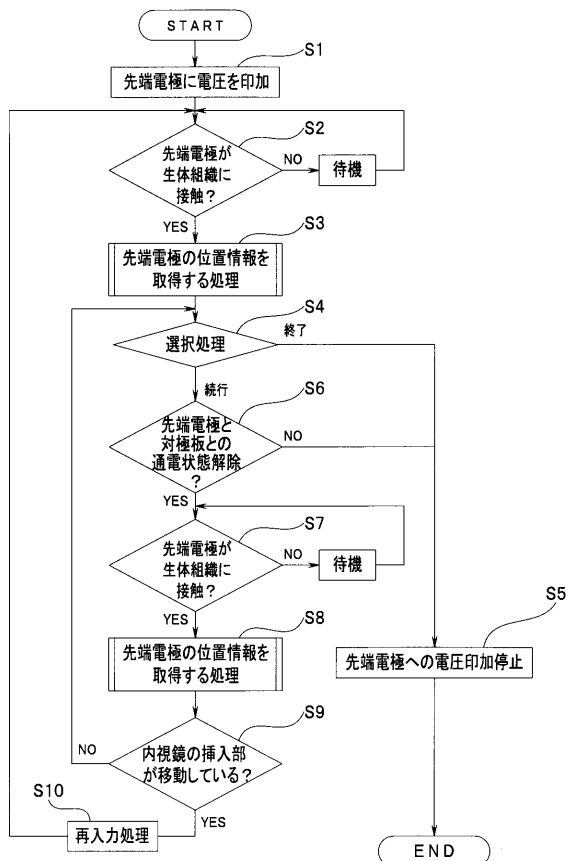 START
S1
先端電極に電圧を印加
S2
先端電極が
生体組織に
接触？
NO
待機
YES
S3
先端電極の位置情報を
取得する処理
S4
選択処理
終了
続行
S6
先端電極と
対極板との
通電状態解除
？
NO
YES
S7
先端電極が
生体組織に
接触？
NO
待機
YES
S8
先端電極の位置情報を
取得する処理
S5
先端電極への電圧印加停止
S9
内視鏡の挿入部
が移動している？
NO
YES
S10
再入力処理
END